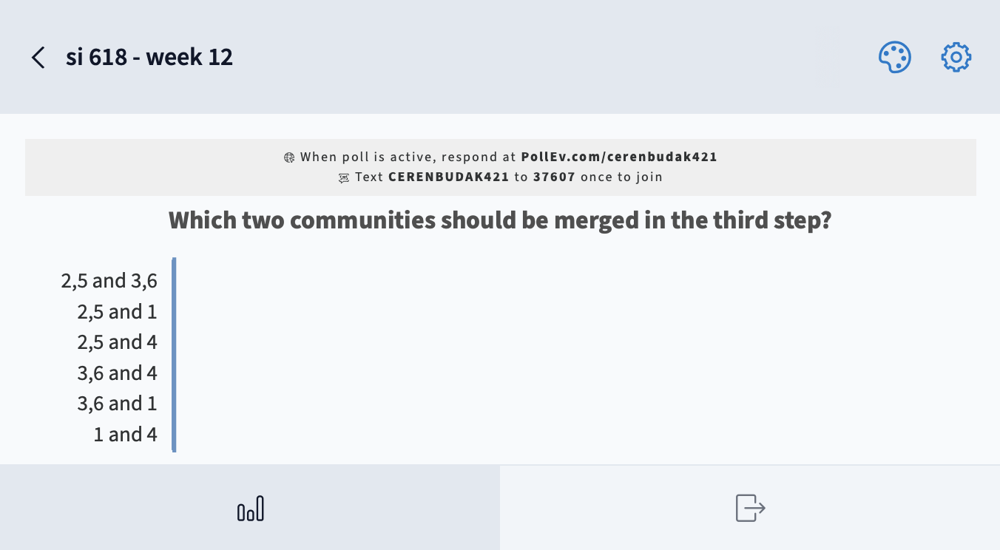 si 618 - week 12
When poll is active, respond at PollEv.com/cerenbudak421
Text CERENBUDAK421 to 37607 once to join
Which two communities should be merged in the third step?
2,5 and 3,6
2,5 and 1
2,5 and 4
3,6 and 4
3,6 and 1
1 and 4